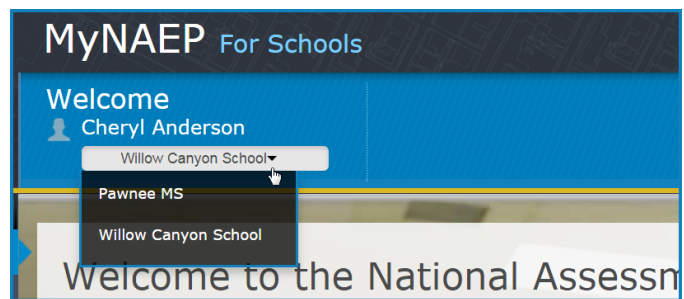 MyNAEP For Schools
Welcome
Cheryl Anderson
Willow Canyon School
Pawnee MS
Willow Canyon School
Welcome to the National Assessm